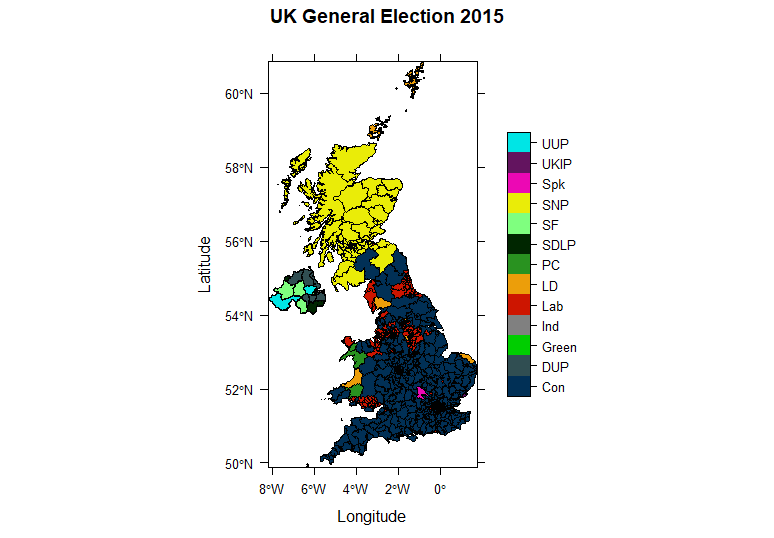 UK General Election 2015
60°N
58°N
56°N
54°N
52°N
50°N
Latitude
8°W 6°W 4°W 2°W 0°
Longitude
UUP
UKIP
Spk
SNP
SF
SDLP
PC
LD
Lab
Ind
Green
DUP
Con